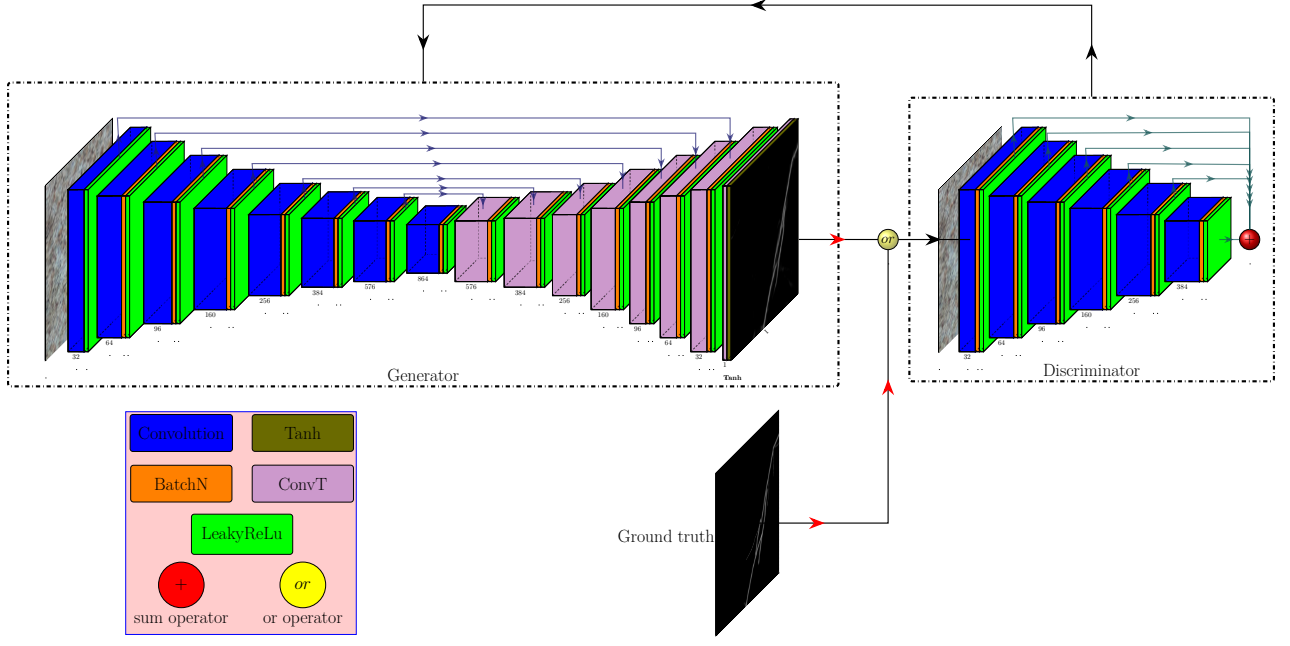 or
+
32
64
96
160
256
384
576
864
576
384
256
160
96
64
32
1
Tanh
Generator
32
64
96
160
256
384
Discriminator
Convolution
Tanh
BatchN
ConvT
LeakyReLu
+
or
sum operator
or operator
Ground truth